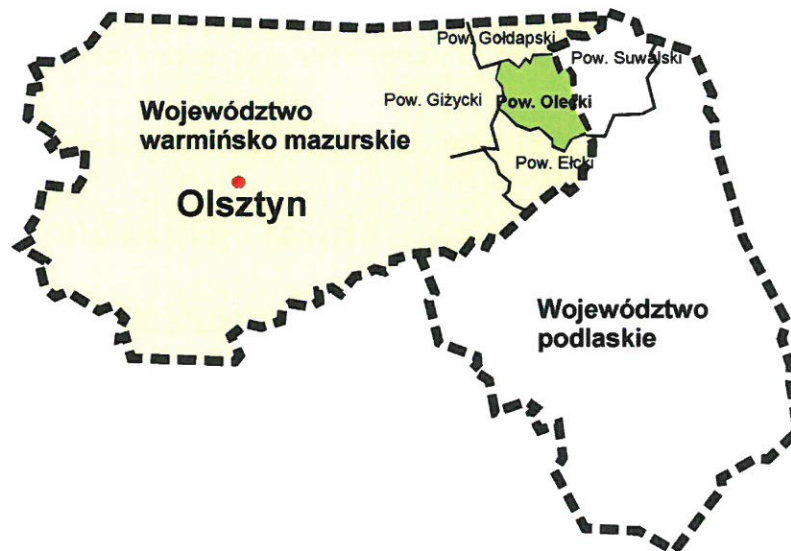 Pow. Gołdapski
Pow. Suwalski
Pow. Giżycki
Pow. Olecki
Województwo
warmińsko mazurskie
Pow. Ełcki
Olsztyn
Województwo
podlaskie